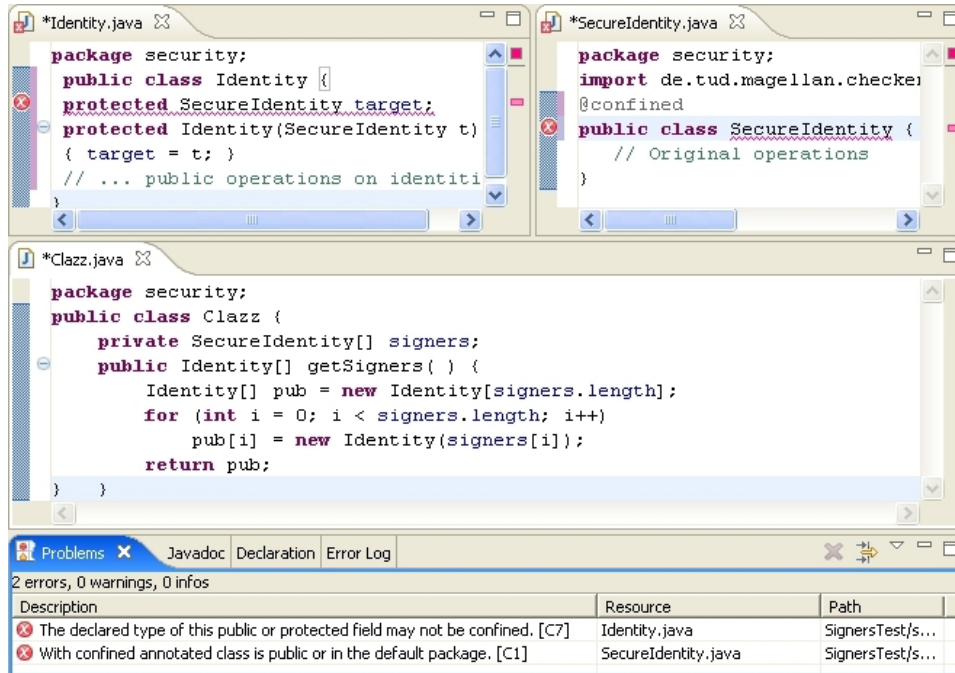 *Identity.java
package security;
public class Identity {
protected SecureIdentity target;
protected Identity(SecureIdentity t)
{ target = t; }
// ... public operations on identiti
}
*SecureIdentity.java
package security;
import de.tud.magellan.checker
@confined
public class SecureIdentity {
// Original operations
}
*Clazz.java
package security;
public class Clazz {
private SecureIdentity[] signers;
public Identity[] getSigners( ) {
Identity[] pub = new Identity[signers.length];
for (int i = 0; i < signers.length; i++)
pub[i] = new Identity(signers[i]);
return pub;
} }
Problems Javadoc Declaration Error Log
2 errors, 0 warnings, 0 infos
Description Resource Path
The declared type of this public or protected field may not be confined. [C7] Identity.java SignersTest/s...
With confined annotated class is public or in the default package. [C1] SecureIdentity.java SignersTest/s...